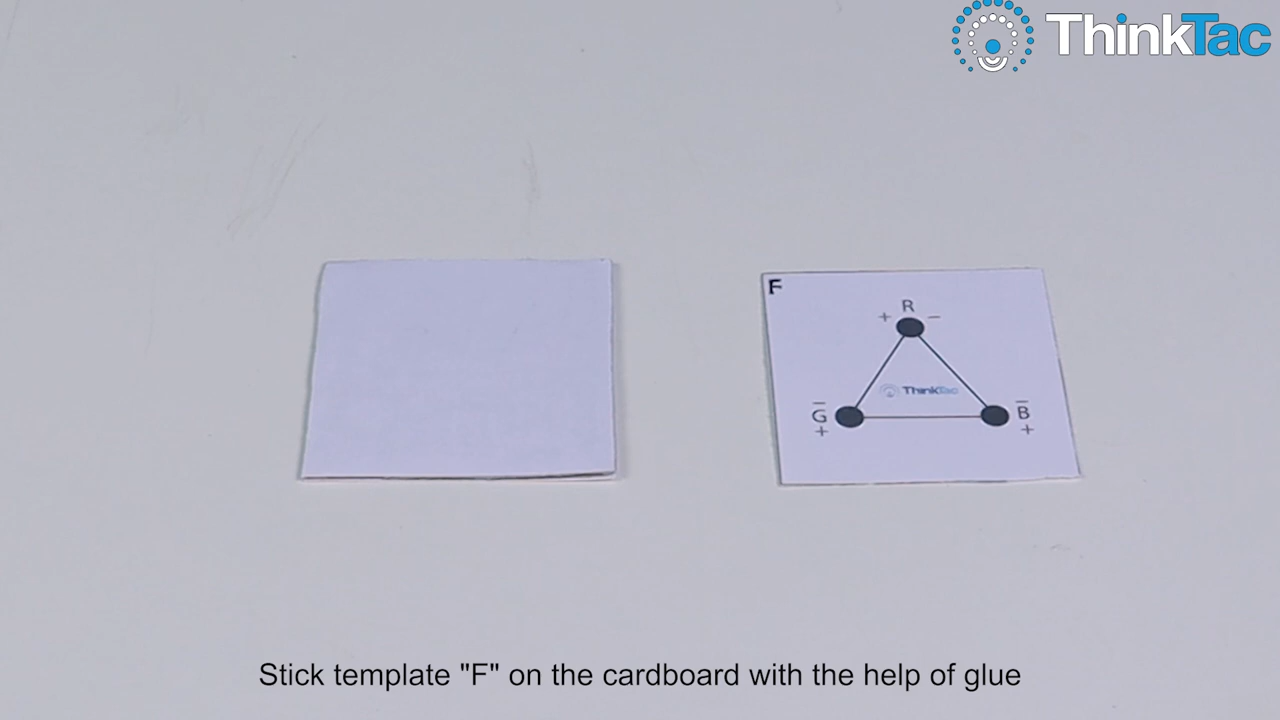 ThinkTac
F
R
+ −
ThinkTac
− −
G B
+ +
Stick template "F" on the cardboard with the help of glue